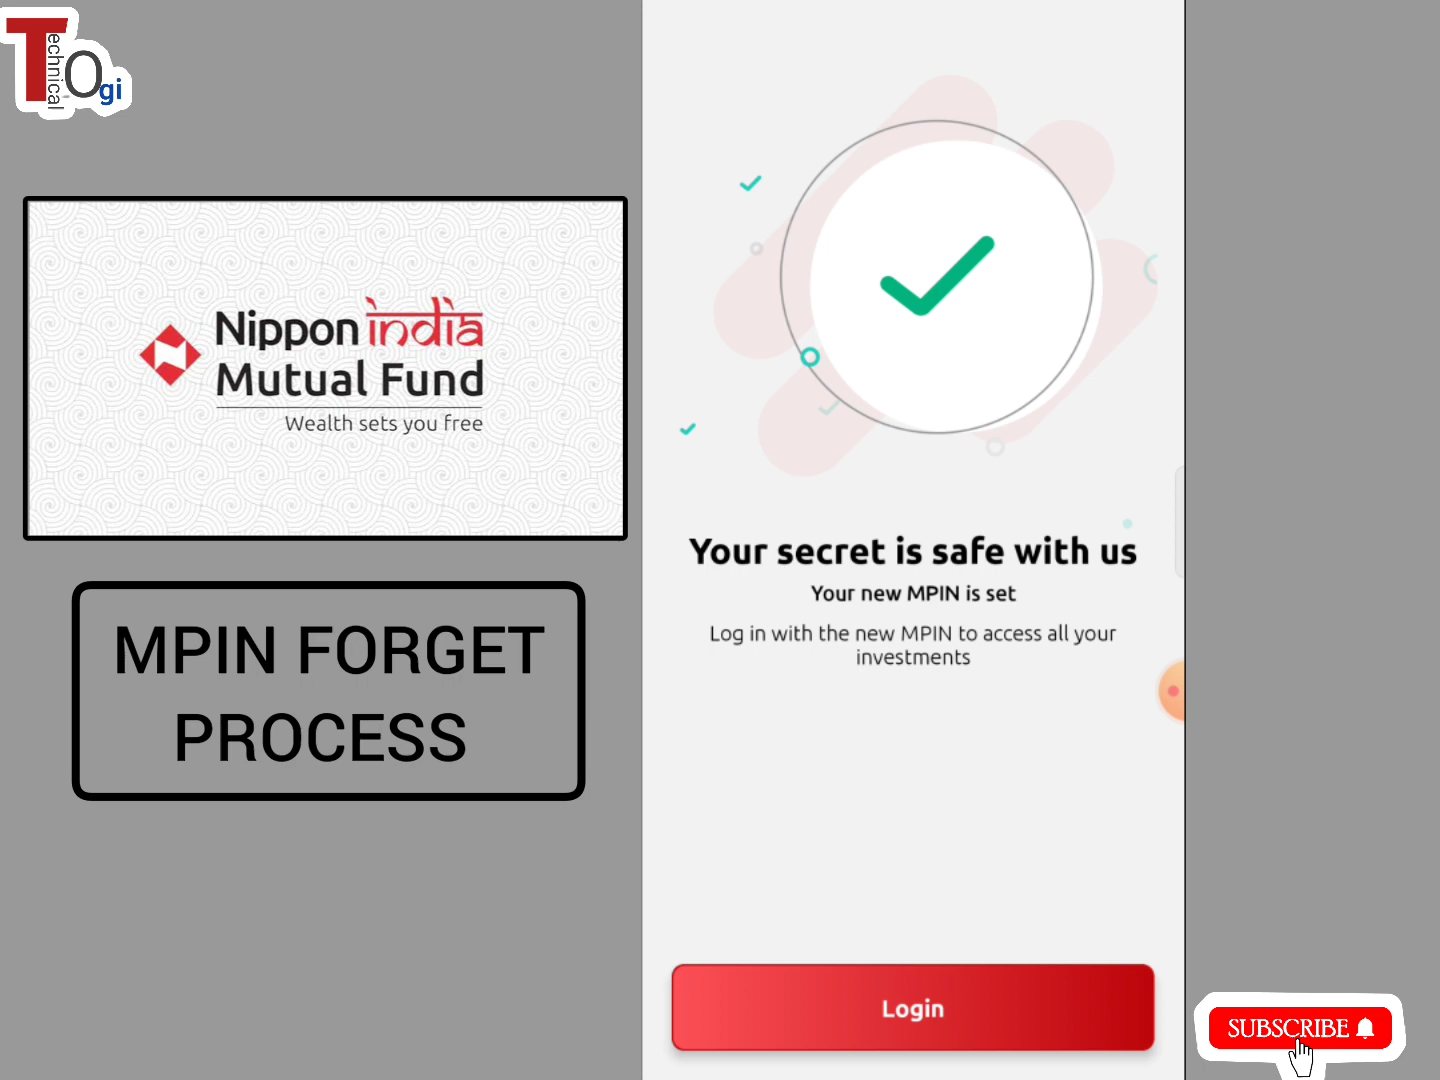 Technical
Ogi
Nippon india
Mutual Fund
Wealth sets you free
MPIN FORGET
PROCESS
Your secret is safe with us
Your new MPIN is set
Log in with the new MPIN to access all your
investments
Login
SUBSCRIBE